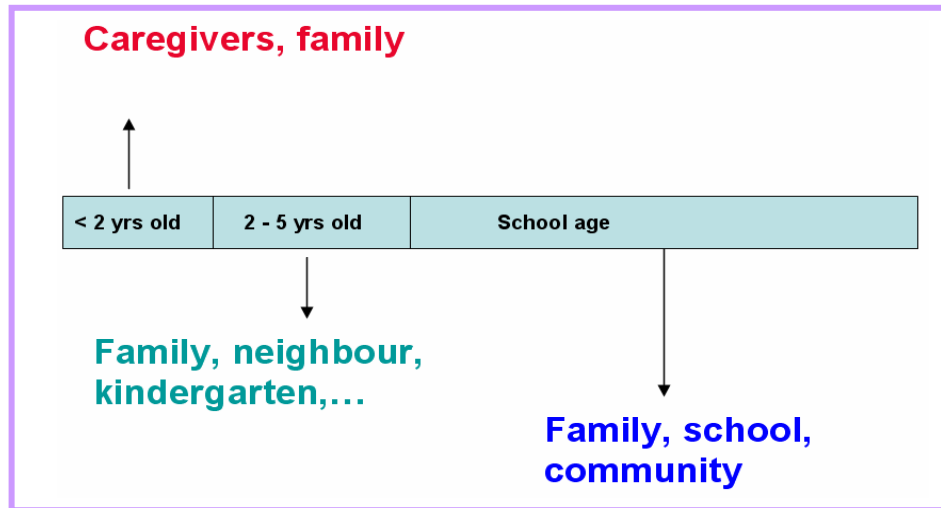 Caregivers, family
< 2 yrs old
2 - 5 yrs old
School age
Family, neighbour,
kindergarten,...
Family, school,
community